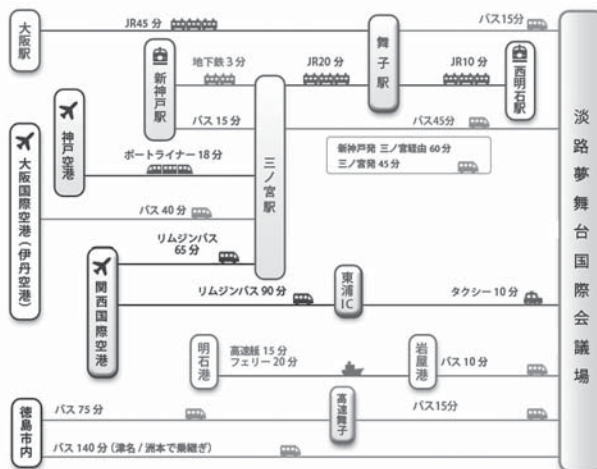 大阪駅
JR45 分
舞子駅
バス15分
新神戸駅
地下鉄 3 分
JR20分
JR10 分
西明石駅
神戸空港
バス 15 分
三ノ宮駅
バス45分
新神戸発 三ノ宮経由 60分
三ノ宮発 45 分
大阪国際空港(伊丹空港)
ポートライナー 18 分
バス 40 分
リムジンバス
65 分
関西国際空港
リムジンバス 90 分
東浦IC
タクシー 10 分
明石港
高速艇 15 分
フェリー 20分
岩屋港
バス 10 分
徳島市内
バス 75 分
高速舞子
バス15分
バス 140 分 (津名 / 洲本で乗継ぎ)
淡路夢舞台国際会議場